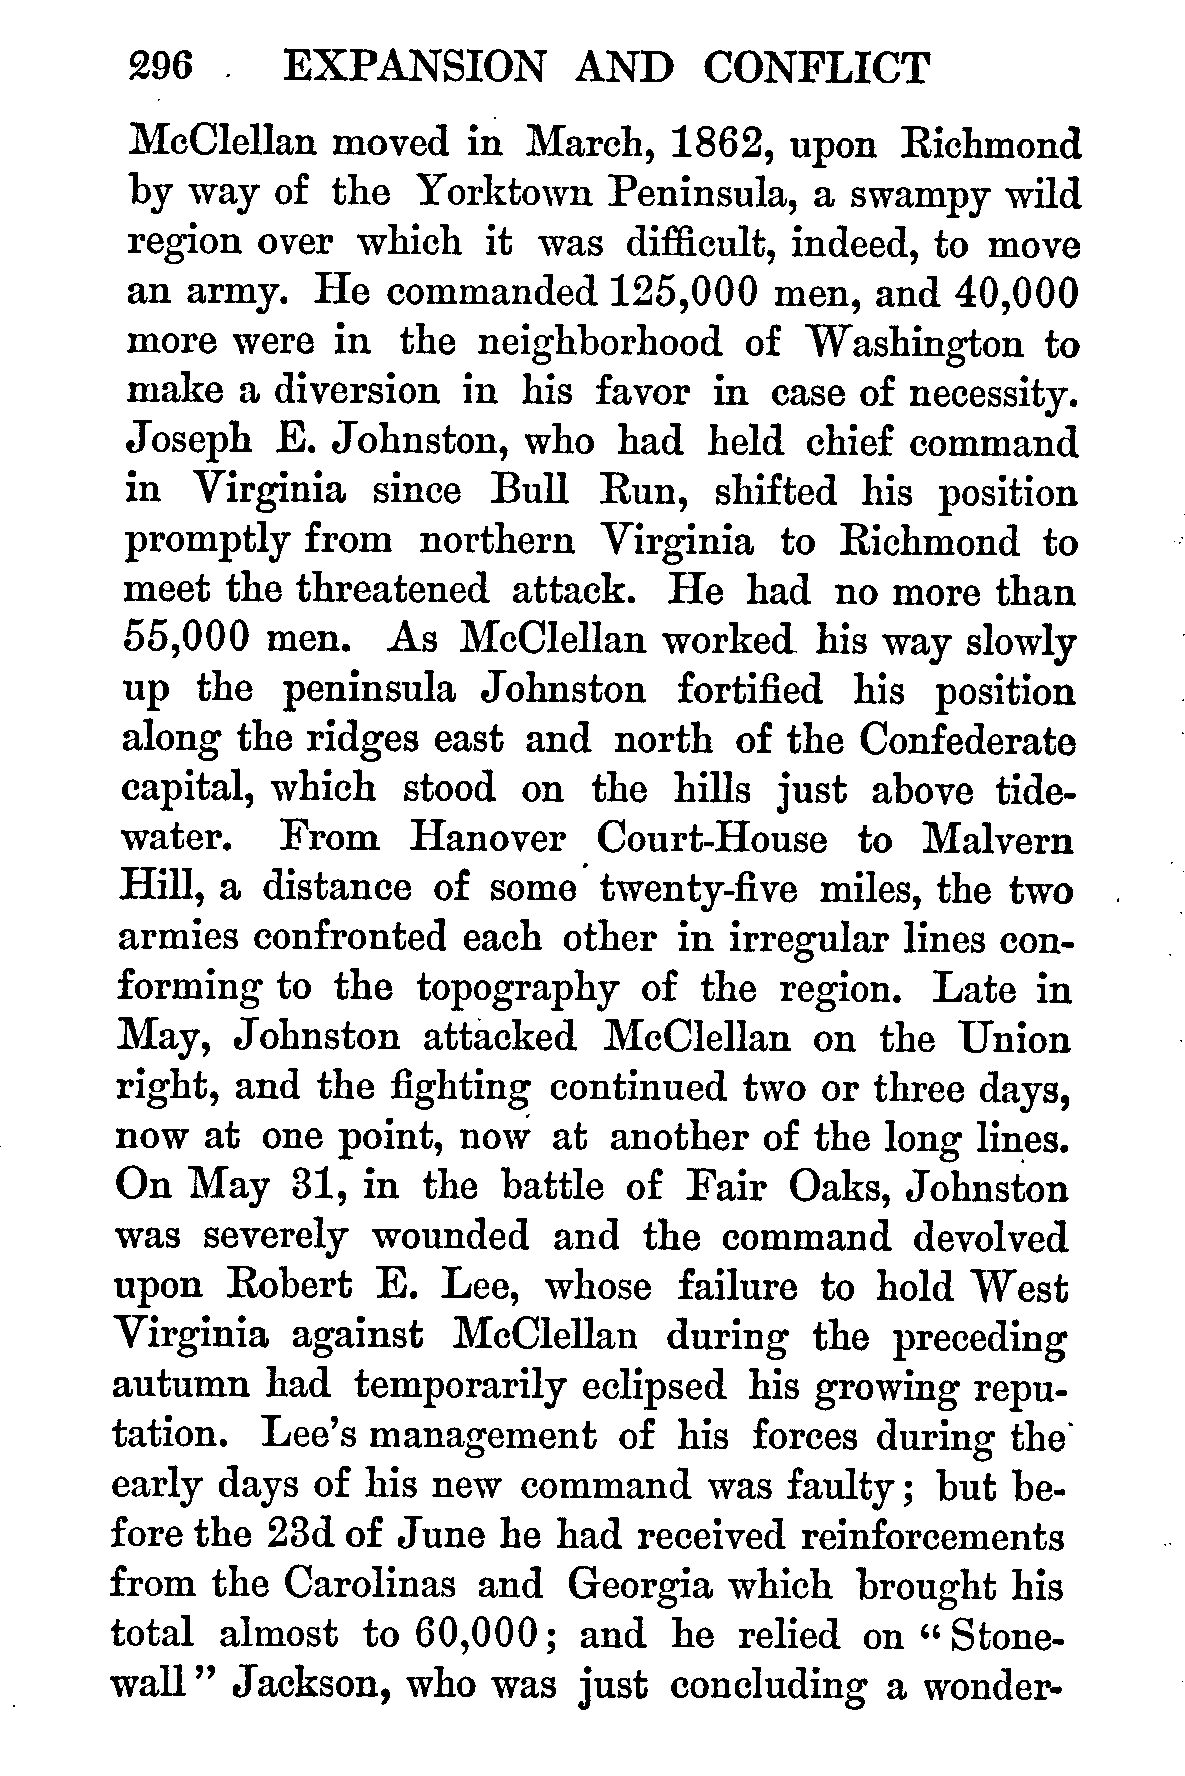 296 EXPANSION AND CONFLICT
McClellan moved in March, 1862, upon Richmond
by way of the Yorktown Peninsula, a swampy wild
region over which it was difficult, indeed, to move
an army. He commanded 125,000 men, and 40,000
more were in the neighborhood of Washington to
make a diversion in his favor in case of necessity.
Joseph E. Johnston, who had held chief command
in Virginia since Bull Run, shifted his position
promptly from northern Virginia to Richmond to
meet the threatened attack. He had no more than
55,000 men. As McClellan worked his way slowly
up the peninsula Johnston fortified his position
along the ridges east and north of the Confederate
capital, which stood on the hills just above tide-
water. From Hanover Court-House to Malvern
Hill, a distance of some twenty-five miles, the two
armies confronted each other in irregular lines con-
forming to the topography of the region. Late in
May, Johnston attacked McClellan on the Union
right, and the fighting continued two or three days,
now at one point, now at another of the long lines.
On May 31, in the battle of Fair Oaks, Johnston
was severely wounded and the command devolved
upon Robert E. Lee, whose failure to hold West
Virginia against McClellan during the preceding
autumn had temporarily eclipsed his growing repu-
tation. Lee's management of his forces during the
early days of his new command was faulty; but be-
fore the 23d of June he had received reinforcements
from the Carolinas and Georgia which brought his
total almost to 60,000; and he relied on "Stone-
wall" Jackson, who was just concluding a wonder-